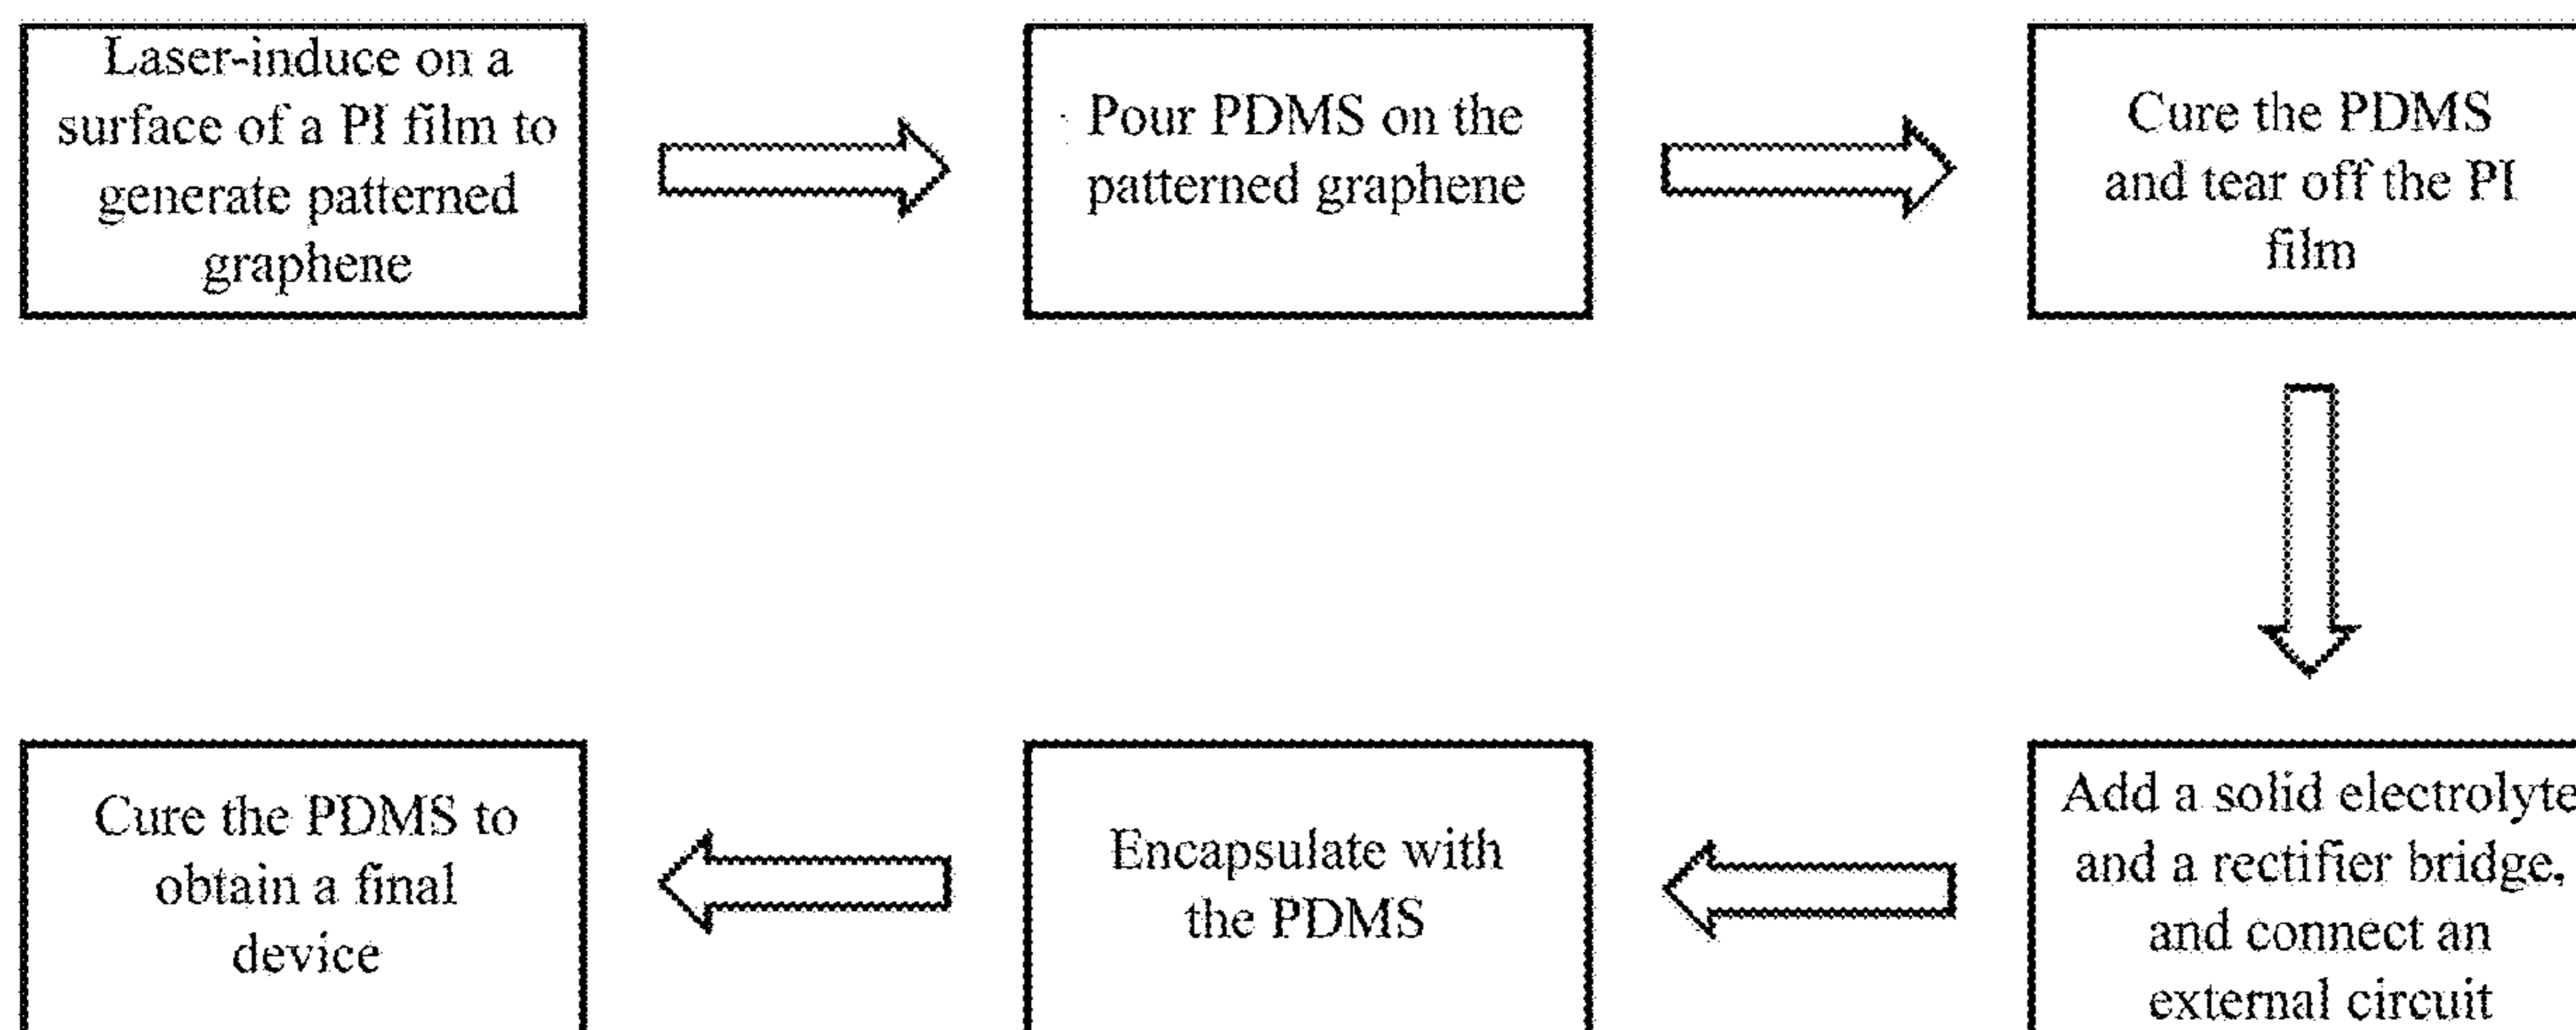 Laser-induce on a
surface of a PI film to
generate patterned
graphene
Pour PDMS on the
patterned graphene
Cure the PDMS
and tear off the PI
film
Add a solid electrolyte
and a rectifier bridge,
and connect an
external circuit
Encapsulate with
the PDMS
Cure the PDMS to
obtain a final
device